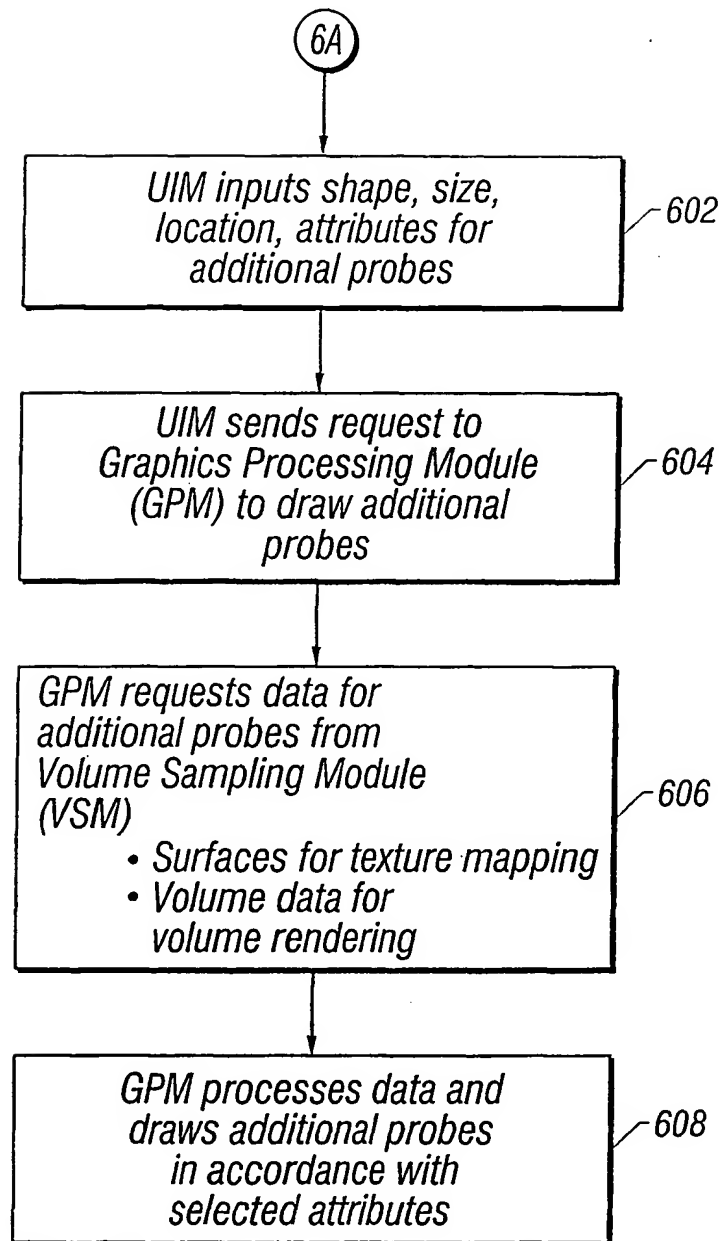 6A
UIM inputs shape, size,
location, attributes for
additional probes
602
UIM sends request to
Graphics Processing Module
(GPM) to draw additional
probes
604
GPM requests data for
additional probes from
Volume Sampling Module
(VSM)
• Surfaces for texture mapping
• Volume data for
volume rendering
606
GPM processes data and
draws additional probes
in accordance with
selected attributes
608